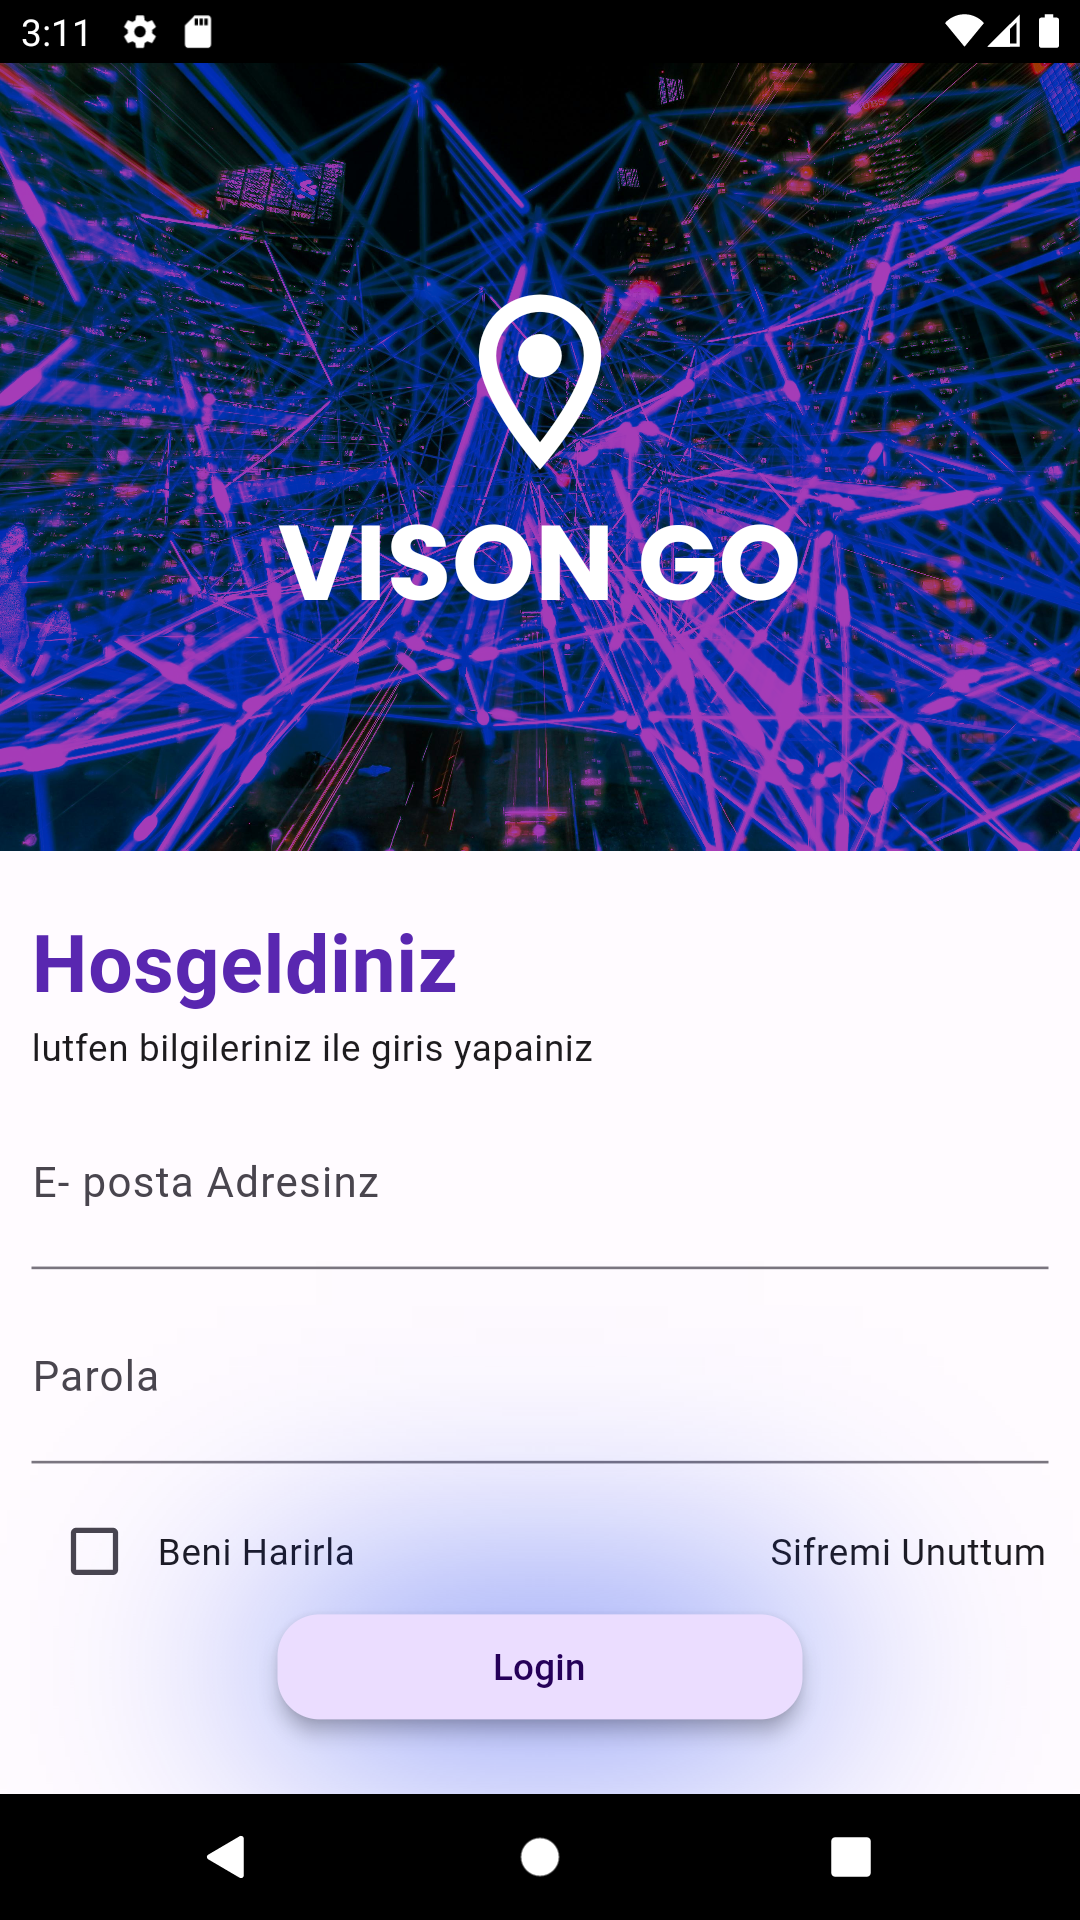 3:11
VISON GO
Hosgeldiniz
lutfen bilgileriniz ile giris yapainiz
E- posta Adresinz
Parola
Beni Harirla
Sifremi Unuttum
Login